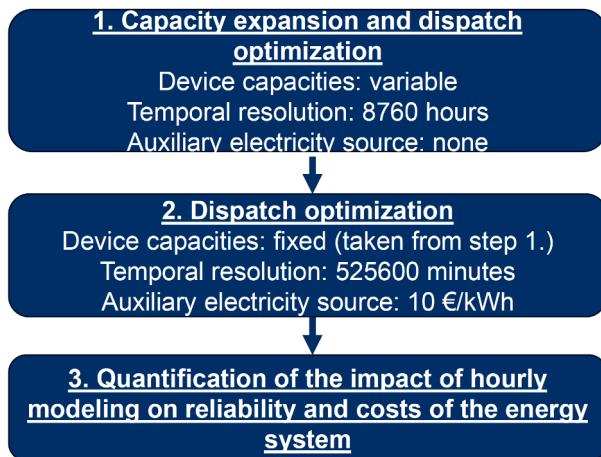 1. Capacity expansion and dispatch
optimization
Device capacities: variable
Temporal resolution: 8760 hours
Auxiliary electricity source: none
2. Dispatch optimization
Device capacities: fixed (taken from step 1.)
Temporal resolution: 525600 minutes
Auxiliary electricity source: 10 €/kWh
3. Quantification of the impact of hourly
modeling on reliability and costs of the energy
system